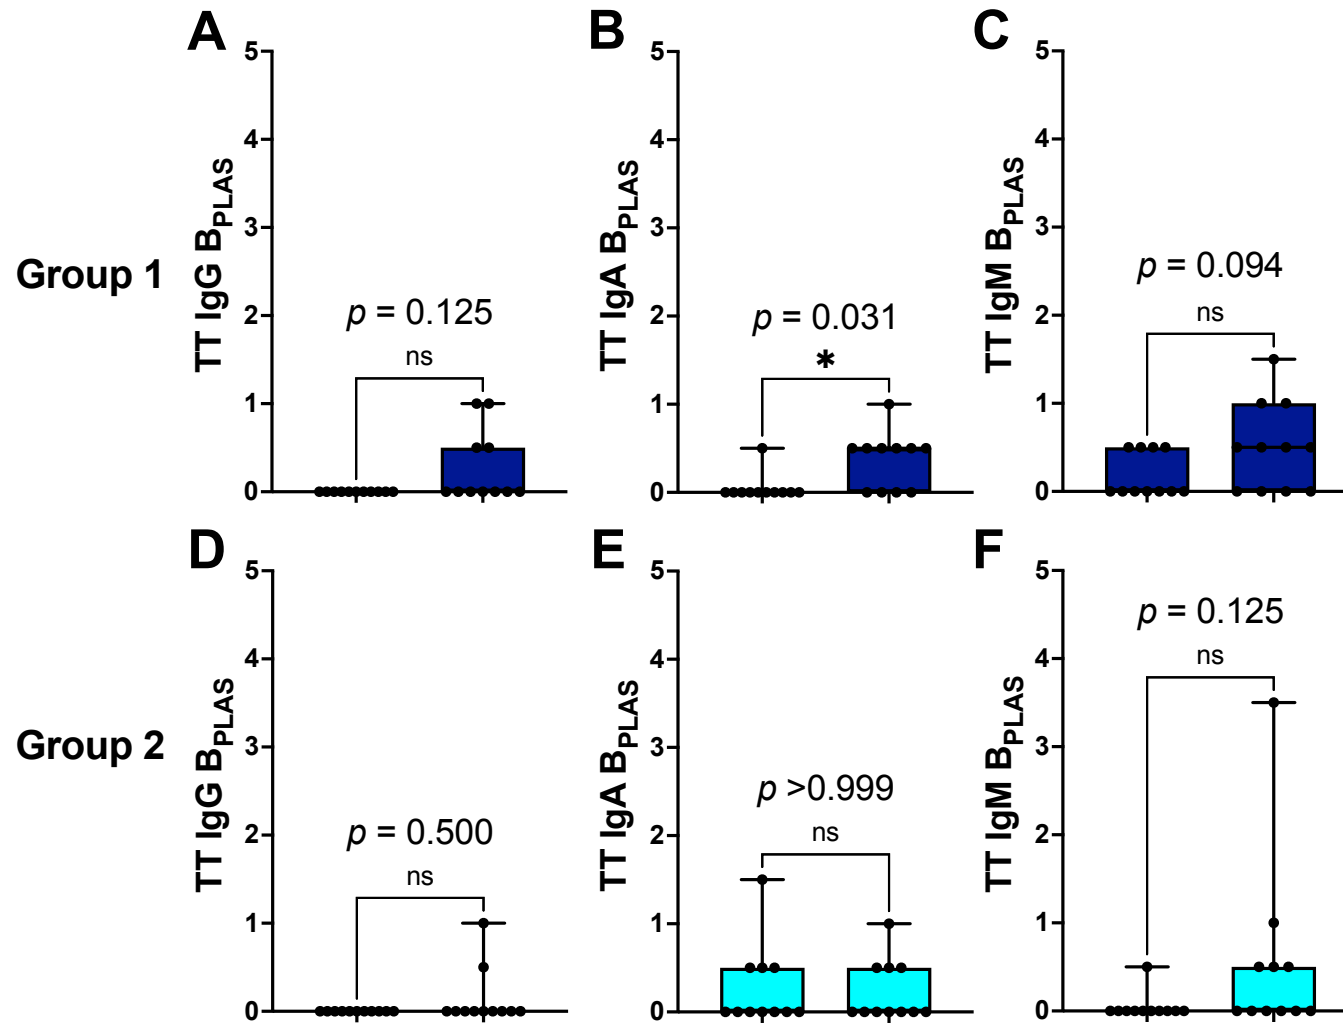 A
B
C
Group 1
TT IgG BPLAS
5
4
3
2
1
0
p = 0.125
ns
TT IgA BPLAS
5
4
3
2
1
0
p = 0.031
*
TT IgM BPLAS
5
4
3
2
1
0
p = 0.094
ns
D
E
F
Group 2
TT IgG BPLAS
5
4
3
2
1
0
p = 0.500
ns
TT IgA BPLAS
5
4
3
2
1
0
p >0.999
ns
TT IgM BPLAS
5
4
3
2
1
0
p = 0.125
ns